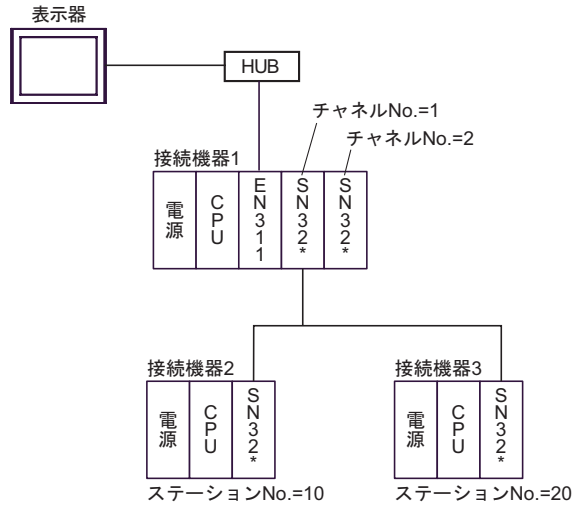 表示器
HUB
チャネルNo.=1
チャネルNo.=2
接続機器1
電源
CPU
EN311
SN32*
SN32*
接続機器2
接続機器3
電源
CPU
SN32*
電源
CPU
SN32*
ステーションNo.=10
ステーションNo.=20